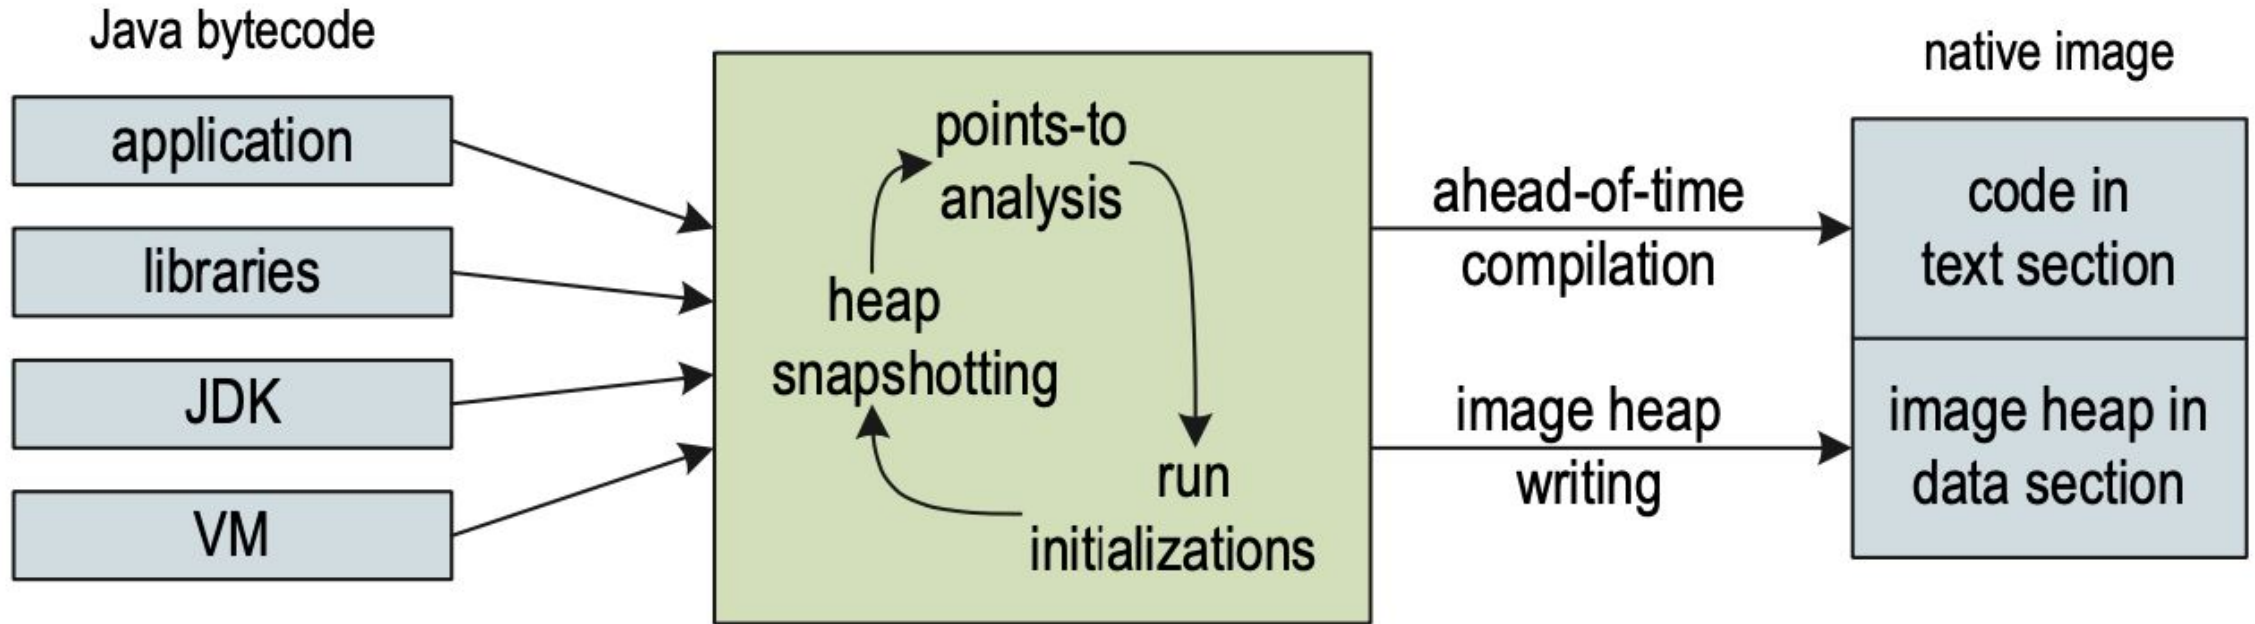 Java bytecode
application
libraries
JDK
VM
points-to
analysis
heap
snapshotting
run
initializations
ahead-of-time
compilation
image heap
writing
native image
code in
text section
image heap in
data section